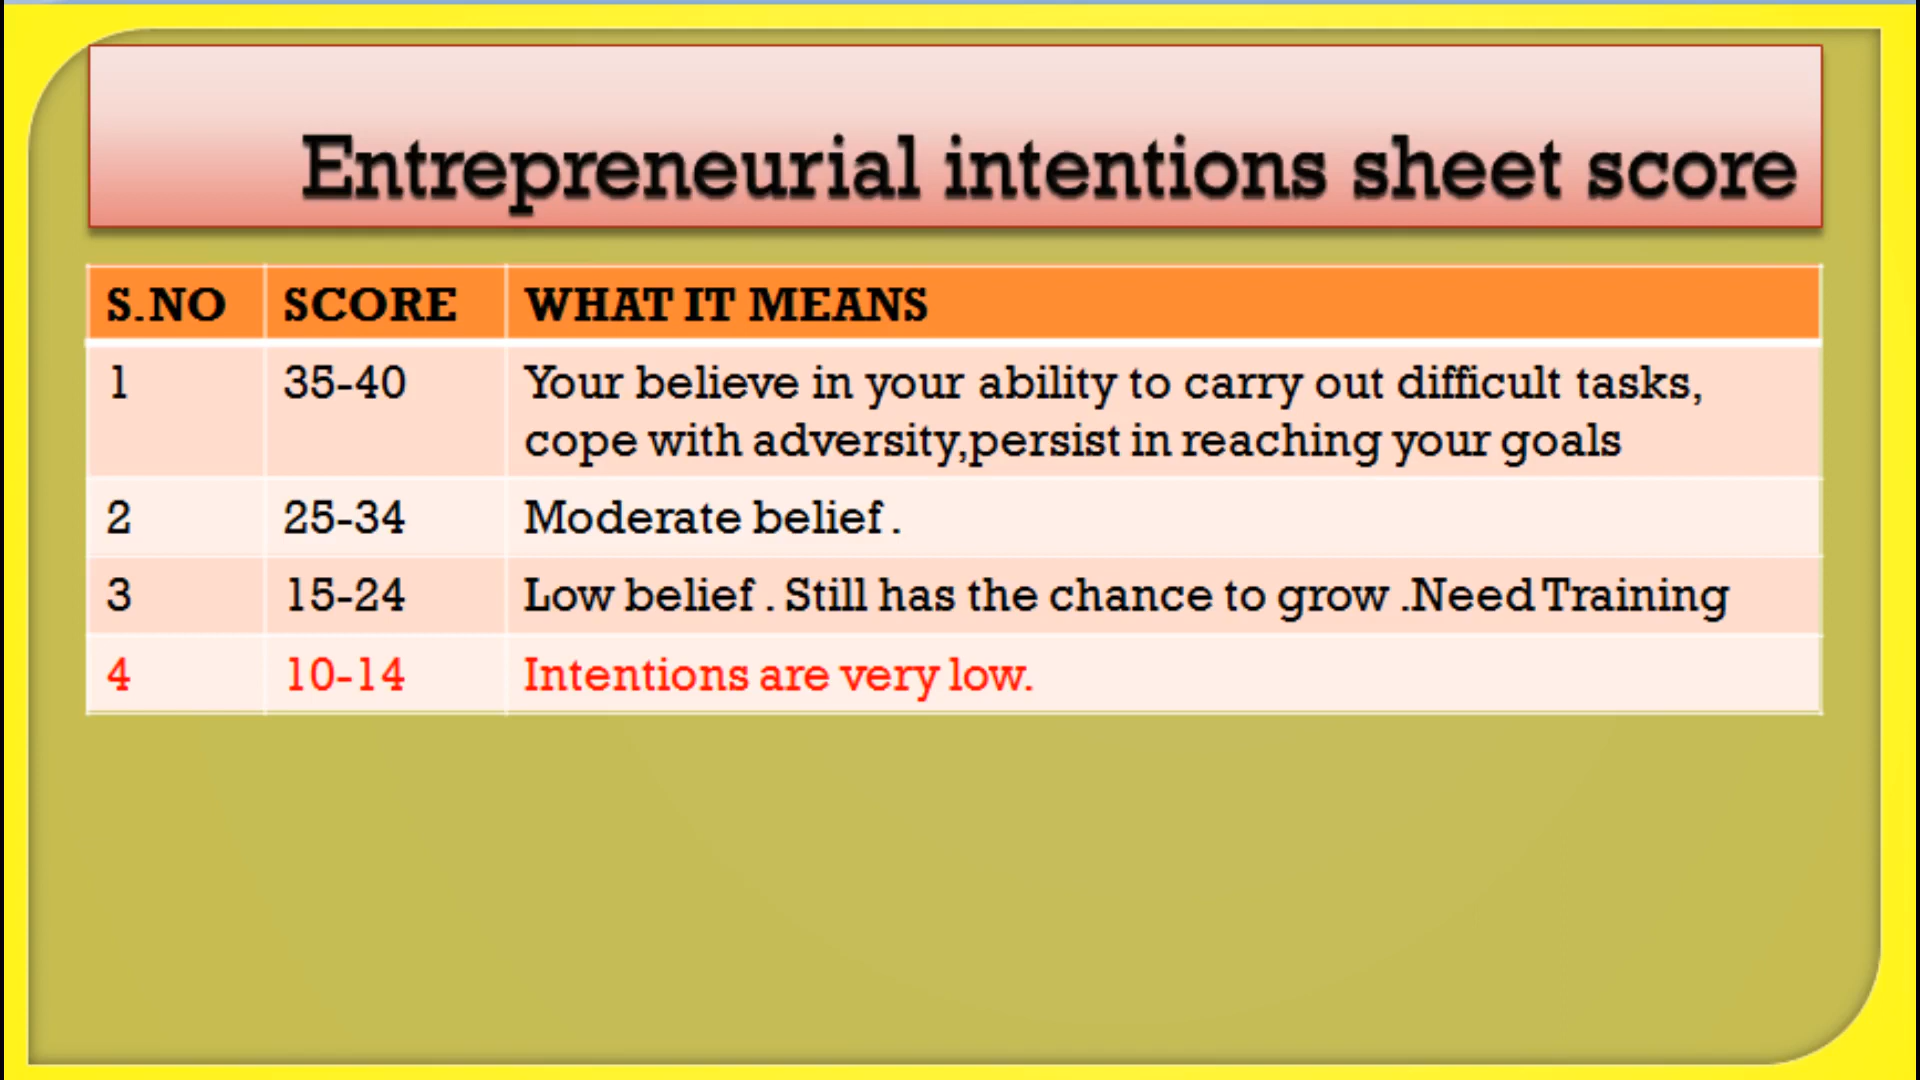 Entrepreneurial intentions sheet score
S.NO SCORE WHAT IT MEANS
1 35-40 Your believe in your ability to carry out difficult tasks,
cope with adversity,persist in reaching your goals
2 25-34 Moderate belief .
3 15-24 Low belief . Still has the chance to grow .Need Training
4 10-14 Intentions are very low.